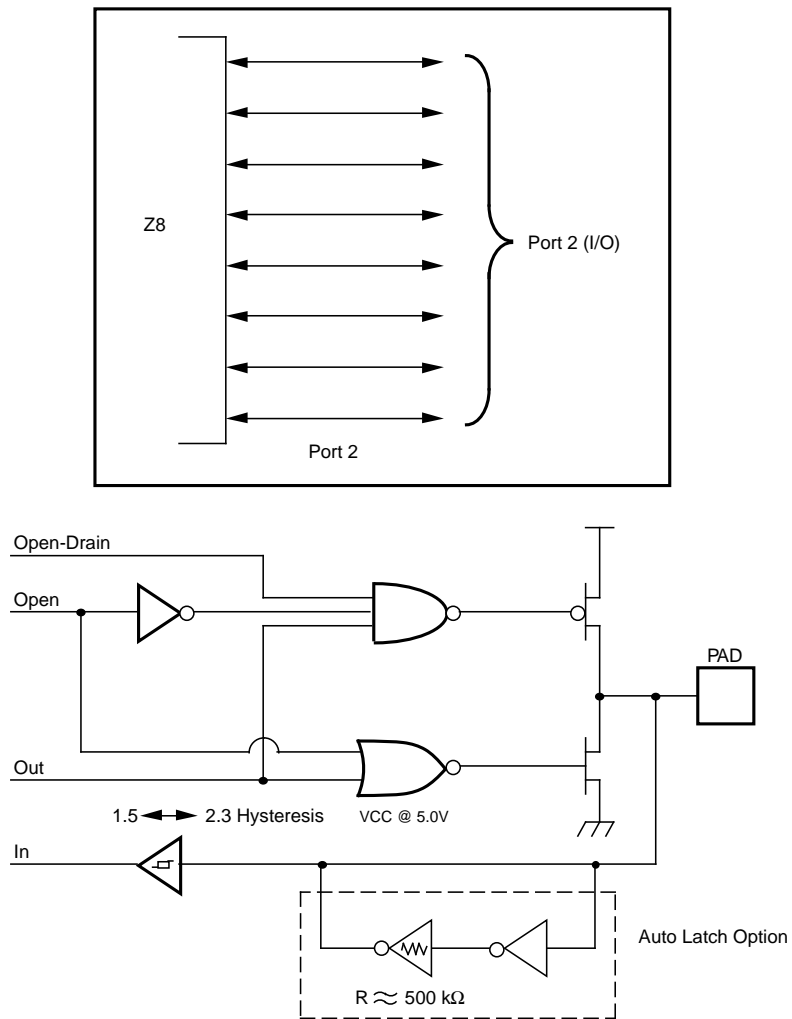 Z8
Port 2 (I/O)
Port 2
Open-Drain
Open
PAD
Out
1.5 2.3 Hysteresis
VCC @ 5.0V
In
Auto Latch Option
R ≈ 500 kΩ